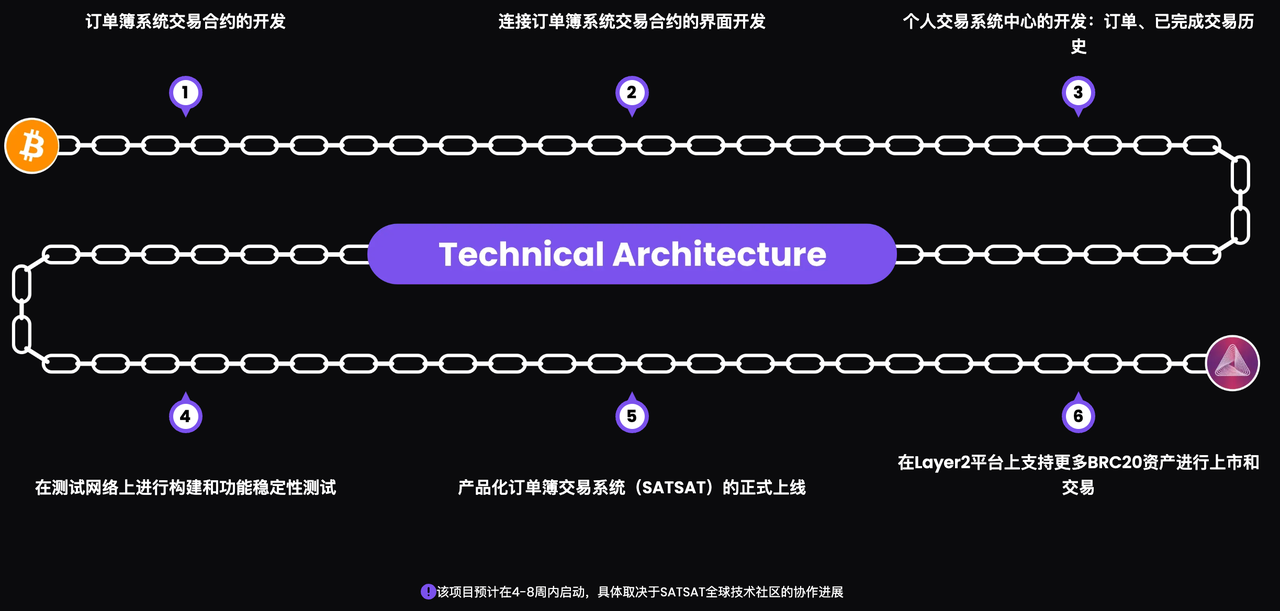 订单簿系统交易合约的开发
连接订单簿系统交易合约的界面开发
个人交易系统中心的开发：订单、已完成交易历
史
1
2
3
Technical Architecture
4
5
6
在测试网络上进行构建和功能稳定性测试
产品化订单簿交易系统（SATSAT）的正式上线
在Layer2平台上支持更多BRC20资产进行上市和
交易
!该项目预计在4-8周内启动，具体取决于SATSAT全球技术社区的协作进展